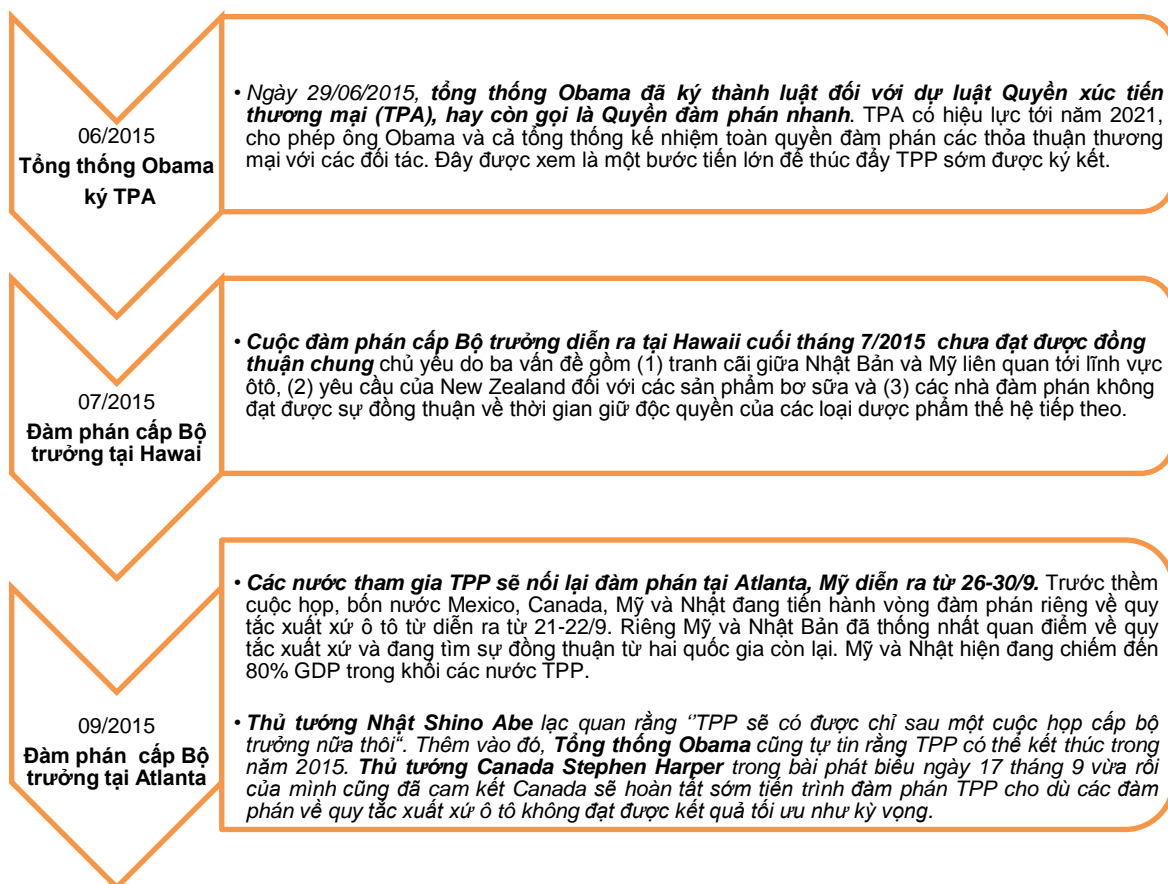 06/2015
Tổng thống Obama
ký TPA
• Ngày 29/06/2015, tổng thống Obama đã ký thành luật đối với dự luật Quyền xúc tiến
thương mại (TPA), hay còn gọi là Quyền đàm phán nhanh. TPA có hiệu lực tới năm 2021,
cho phép ông Obama và cả tổng thống kế nhiệm toàn quyền đàm phán các thỏa thuận thương
mại với các đối tác. Đây được xem là một bước tiến lớn để thúc đẩy TPP sớm được ký kết.
07/2015
Đàm phán cấp Bộ
trưởng tại Hawai
• Cuộc đàm phán cấp Bộ trưởng diễn ra tại Hawaii cuối tháng 7/2015 chưa đạt được đồng
thuận chung chủ yếu do ba vấn đề gồm (1) tranh cãi giữa Nhật Bản và Mỹ liên quan tới lĩnh vực
ôtô, (2) yêu cầu của New Zealand đối với các sản phẩm bơ sữa và (3) các nhà đàm phán không
đạt được sự đồng thuận về thời gian giữ độc quyền của các loại dược phẩm thế hệ tiếp theo.
09/2015
Đàm phán cấp Bộ
trưởng tại Atlanta
• Các nước tham gia TPP sẽ nối lại đàm phán tại Atlanta, Mỹ diễn ra từ 26-30/9. Trước thềm
cuộc họp, bốn nước Mexico, Canada, Mỹ và Nhật đang tiến hành vòng đàm phán riêng về quy
tắc xuất xứ ô tô từ diễn ra từ 21-22/9. Riêng Mỹ và Nhật Bản đã thống nhất quan điểm về quy
tắc xuất xứ và đang tìm sự đồng thuận từ hai quốc gia còn lại. Mỹ và Nhật hiện đang chiếm đến
80% GDP trong khối các nước TPP.
• Thủ tướng Nhật Shino Abe lạc quan rằng ‘’TPP sẽ có được chỉ sau một cuộc họp cấp bộ
trưởng nữa thôi“. Thêm vào đó, Tổng thống Obama cũng tự tin rằng TPP có thể kết thúc trong
năm 2015. Thủ tướng Canada Stephen Harper trong bài phát biểu ngày 17 tháng 9 vừa rồi
của mình cũng đã cam kết Canada sẽ hoàn tất sớm tiến trình đàm phán TPP cho dù các đàm
phán về quy tắc xuất xứ ô tô không đạt được kết quả tối ưu như kỳ vọng.